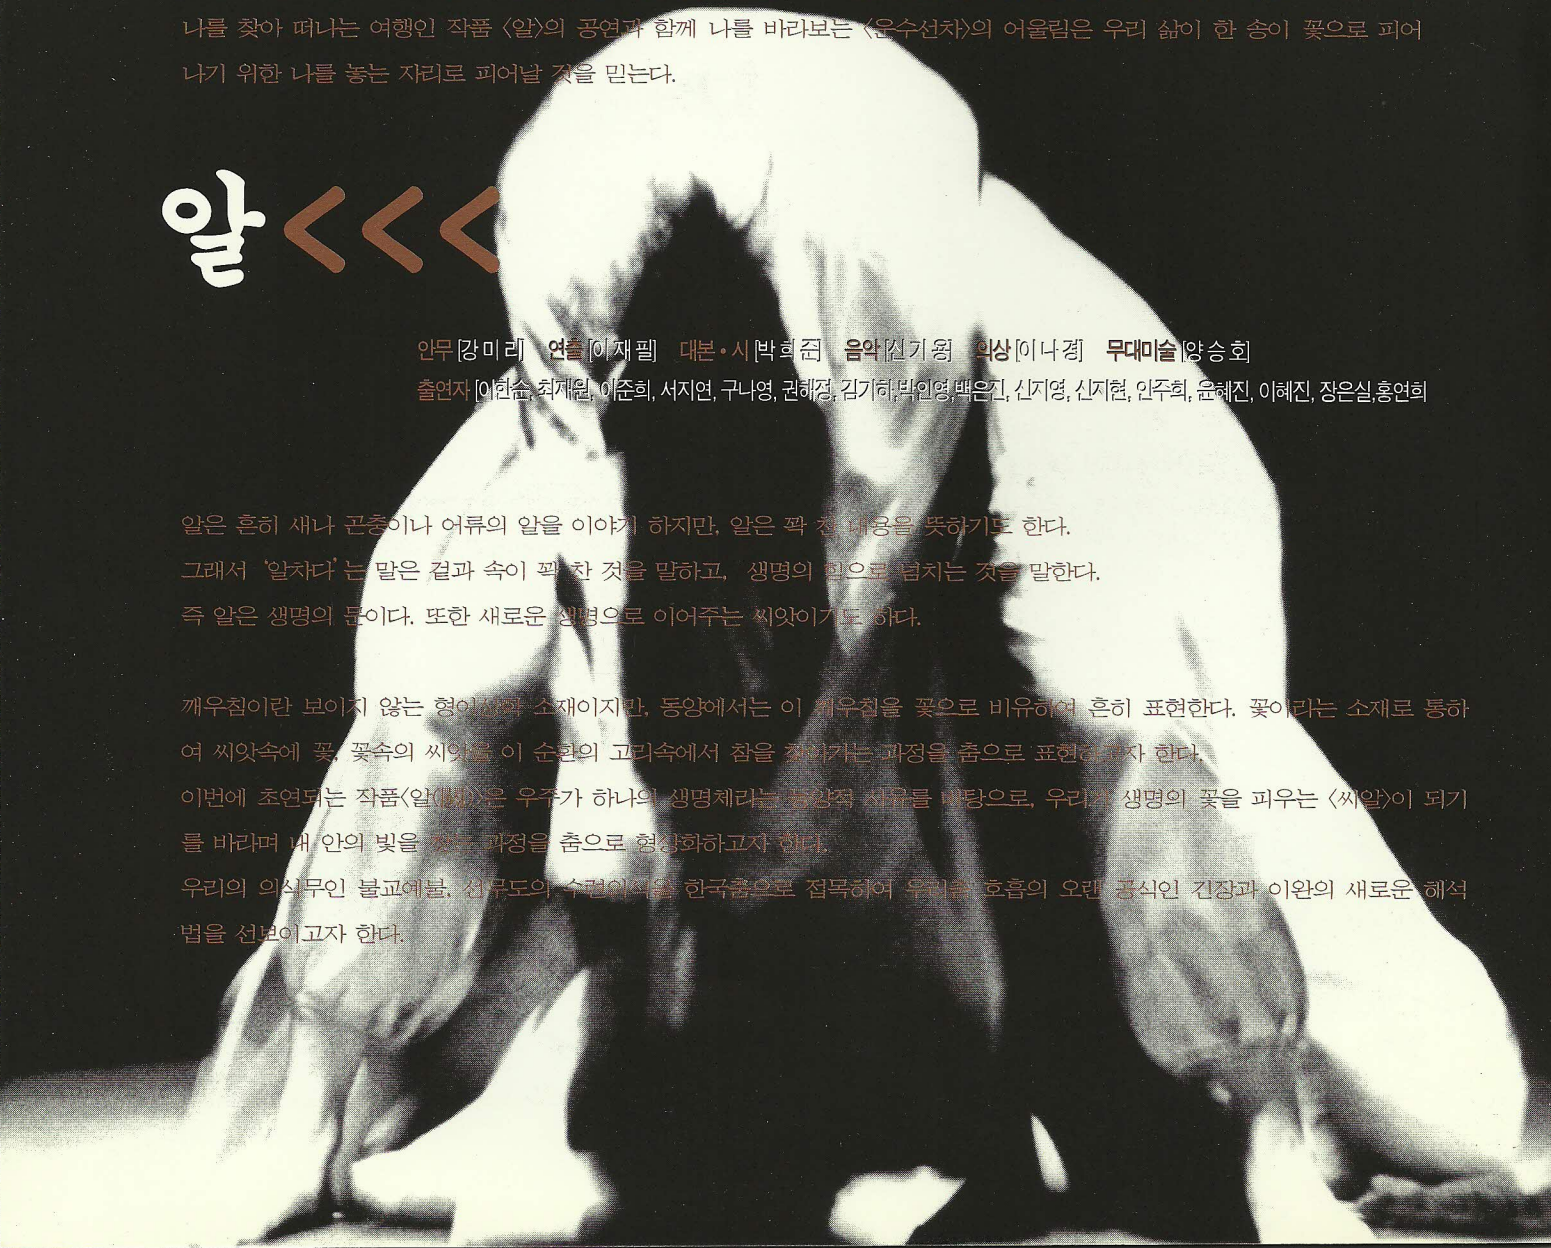 나를 찾아 떠나는 여행인 작품 〈알〉의 공연과 함께 나를 바라보는 〈운수선차〉의 어울림은 우리 삶이 한 송이 꽃으로 피어
나기 위한 나를 놓는 자리로 피어날 것을 믿는다.
알 <<<
안무 [강미리] 연출 [이재필] 대본•시 [박희준] 음악 [신기용] 의상 [이나경] 무대미술 [양승호]
출연자 [이한솜, 최재원, 이준희, 서지연, 구나영, 권해정, 김기하,박인영,백은진, 신지영, 신지현, 안주희, 윤혜진, 이혜진, 장은실,홍연희
알은 흔히 새나 곤충이나 어류의 알을 이야기 하지만, 알은 꽉 찬 내용을 뜻하기도 한다.
그래서 '알차다'는 말은 겉과 속이 꽉 찬 것을 말하고, 생명의 힘으로 넘치는 것을 말한다.
즉 알은 생명의 문이다. 또한 새로운 생명으로 이어주는 씨앗이기도 하다.
깨우침이란 보이지 않는 소재이지만, 동양에서는 이 깨우침을 꽃으로 비유하여 흔히 표현한다. 꽃이라는 소재로 통하
여 씨앗속에 꽃, 꽃속의 씨앗을 이 순환의 고리속에서 참을 찾아가는 과정을 춤으로 표현하고자 한다.
이번에 초연되는 우주가 하나의 생명체라는 동양적 사유를 바탕으로, 우리가 생명의 꽃을 피우는 〈씨알〉이 되기
를 바라며 내 안의 빛을 찾는 과정을 춤으로 형상화하고자 한다.
우리의 의식무인 불교예불, 선무도의 수련의식을 한국춤으로 접목하여 우리춤 호흡의 오랜 공식인 긴장과 이완의 새로운 해석
법을 선보이고자 한다.